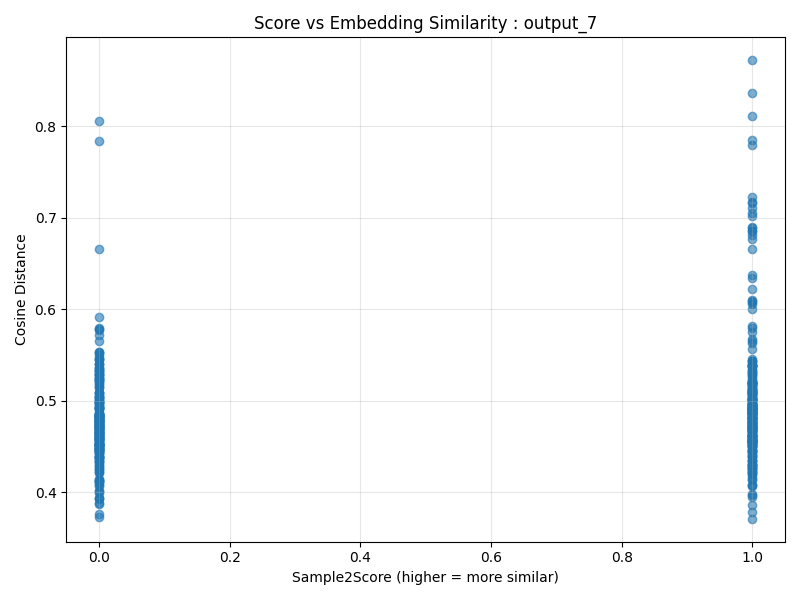 Score vs Embedding Similarity : output_7
Cosine Distance
0.8
0.7
0.6
0.5
0.4
0.0 0.2 0.4 0.6 0.8 1.0
Sample2Score (higher = more similar)